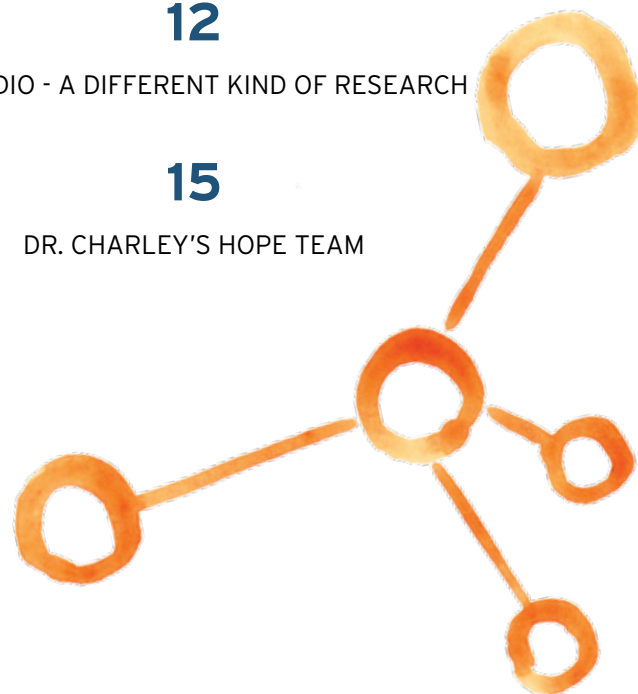 12
DIO - A DIFFERENT KIND OF RESEARCH
15
DR. CHARLEY'S HOPE TEAM